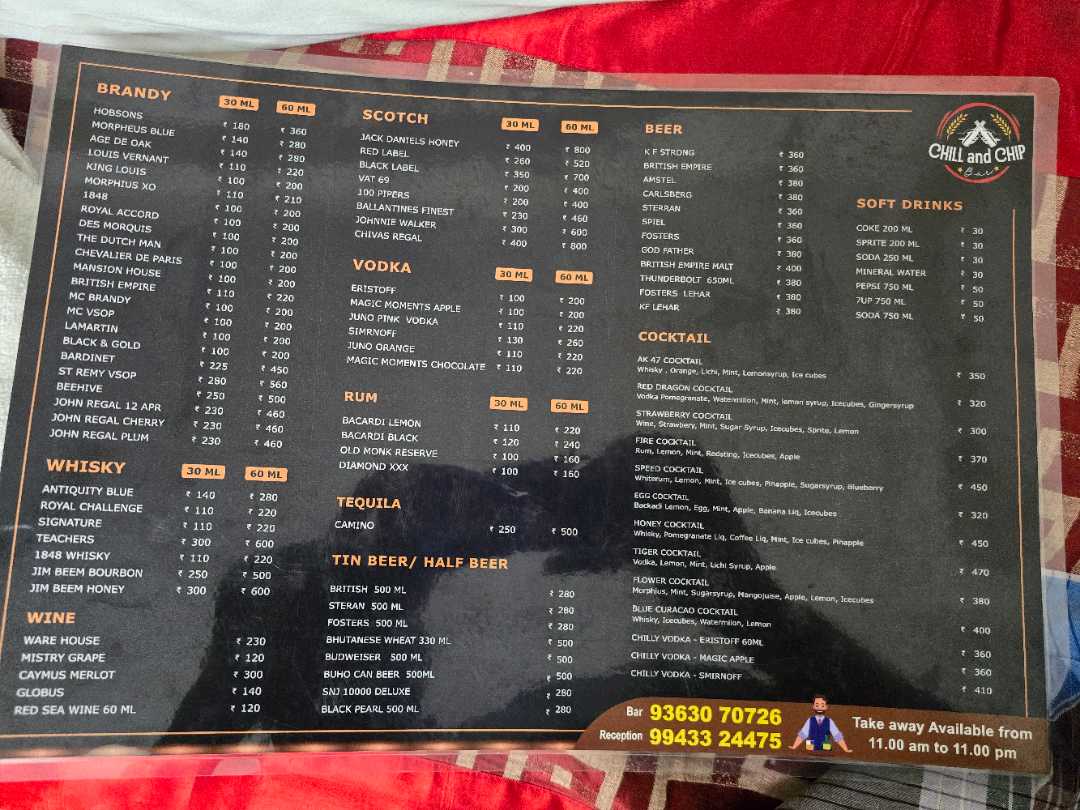 BRANDY 30 ML 60 ML
HOBSONS ₹ 180 ₹ 360
MORPHEUS BLUE ₹ 140 ₹ 280
AGE DE OAK ₹ 140 ₹ 280
LOUIS VERNANT ₹ 110 ₹ 220
KING LOUIS ₹ 100 ₹ 200
MORPHIUS XO ₹ 110 ₹ 210
1848 ₹ 100 ₹ 200
ROYAL ACCORD ₹ 100 ₹ 200
DES MORQUIS ₹ 100 ₹ 200
THE DUTCH MAN ₹ 100 ₹ 200
CHEVALIER DE PARIS ₹ 100 ₹ 200
MANSION HOUSE ₹ 100 ₹ 200
BRITISH EMPIRE ₹ 110 ₹ 220
MC BRANDY ₹ 100 ₹ 200
MC VSOP ₹ 100 ₹ 200
LAMARTIN ₹ 100 ₹ 200
BLACK & GOLD ₹ 100 ₹ 200
BARDINET ₹ 225 ₹ 450
ST REMY VSOP ₹ 280 ₹ 560
BEEHIVE ₹ 250 ₹ 500
JOHN REGAL 12 APR ₹ 230 ₹ 460
JOHN REGAL CHERRY ₹ 230 ₹ 460
JOHN REGAL PLUM ₹ 230 ₹ 460
WHISKY 30 ML 60 ML
ANTIQUITY BLUE ₹ 140 ₹ 280
ROYAL CHALLENGE ₹ 110 ₹ 220
SIGNATURE ₹ 110 ₹ 220
TEACHERS ₹ 300 ₹ 600
1848 WHISKY ₹ 110 ₹ 220
JIM BEEM BOURBON ₹ 250 ₹ 500
JIM BEEM HONEY ₹ 300 ₹ 600
WINE
WARE HOUSE ₹ 230
MISTRY GRAPE ₹ 120
CAYMUS MERLOT ₹ 300
GLOBUS ₹ 140
RED SEA WINE 60 ML ₹ 120
SCOTCH 30 ML 60 ML
JACK DANIELS HONEY ₹ 400 ₹ 800
RED LABEL ₹ 260 ₹ 520
BLACK LABEL ₹ 350 ₹ 700
VAT 69 ₹ 200 ₹ 400
100 PIPERS ₹ 200 ₹ 400
BALLANTINES FINEST ₹ 230 ₹ 460
JOHNNIE WALKER ₹ 300 ₹ 600
CHIVAS REGAL ₹ 400 ₹ 800
VODKA 30 ML 60 ML
ERISTOFF ₹ 100 ₹ 200
MAGIC MOMENTS APPLE ₹ 100 ₹ 200
JUNO PINK VODKA ₹ 110 ₹ 220
SIMRNOFF ₹ 130 ₹ 260
JUNO ORANGE ₹ 110 ₹ 220
MAGIC MOMENTS CHOCOLATE ₹ 110 ₹ 220
RUM 30 ML 60 ML
BACARDI LEMON ₹ 110 ₹ 220
BACARDI BLACK ₹ 120 ₹ 240
OLD MONK RESERVE ₹ 100 ₹ 160
DIAMOND XXX ₹ 100 ₹ 160
TEQUILA
CAMINO ₹ 250 ₹ 500
TIN BEER/ HALF BEER
BRITISH 500 ML ₹ 280
STERAN 500 ML ₹ 280
FOSTERS 500 ML ₹ 280
BHUTANESE WHEAT 330 ML ₹ 500
BUDWEISER 500 ML ₹ 500
BUHO CAN BEER 500ML ₹ 500
SNJ 10000 DELUXE ₹ 280
BLACK PEARL 500 ML ₹ 280
BEER
K F STRONG ₹ 360
BRITISH EMPIRE ₹ 360
AMSTEL ₹ 380
CARLSBERG ₹ 380
STERRAN ₹ 360
SPIEL ₹ 360
FOSTERS ₹ 360
GOD FATHER ₹ 380
BRITISH EMPIRE MALT ₹ 400
THUNDERBOLT 650ML ₹ 380
FOSTERS LEHAR ₹ 380
KF LEHAR ₹ 380
COCKTAIL
AK 47 COCKTAIL
Whisky , Orange, Lichi, Mint, Lemonsyrup, Ice cubes ₹ 350
RED DRAGON COCKTAIL
Vodka Pomegranate, Watermillon, Mint, lemon syrup, Icecubes, Gingersyrup ₹ 320
STRAWBERRY COCKTAIL
Wine, Strawbery, Mint, Sugar Syrup, Icecubes, Sprite, Lemon ₹ 300
FIRE COCKTAIL
Rum, Lemon, Mint, Redsting, Icecubes, Apple ₹ 370
SPEED COCKTAIL
Whiterum, Lemon, Mint, Ice cubes, Pinapple, Sugarsyrup, Blueberry ₹ 450
EGG COCKTAIL
Backadi Lemon, Egg, Mint, Apple, Banana Liq, Icecubes ₹ 320
HONEY COCKTAIL
Whisky, Pomegranate Liq, Coffee Liq, Mint, Ice cubes, Pinapple ₹ 450
TIGER COCKTAIL
Vodka, Lemon, Mint, Lichi Syrup, Apple ₹ 470
FLOWER COCKTAIL
Morphius, Mint, Sugarsyrup, Mangojuise, Apple, Lemon, Icecubes ₹ 380
BLUE CURACAO COCKTAIL
Whisky, Icecubes, Watermilon, Lemon ₹ 400
CHILLY VODKA - ERISTOFF 60ML ₹ 360
CHILLY VODKA - MAGIC APPLE ₹ 360
CHILLY VODKA - SMIRNOFF ₹ 410
CHILL and CHIP
Bar
SOFT DRINKS
COKE 200 ML ₹ 30
SPRITE 200 ML ₹ 30
SODA 250 ML ₹ 30
MINERAL WATER ₹ 30
PEPSI 750 ML ₹ 50
7UP 750 ML ₹ 50
SODA 750 ML ₹ 50
Bar 93630 70726
Reception 99433 24475
Take away Available from
11.00 am to 11.00 pm